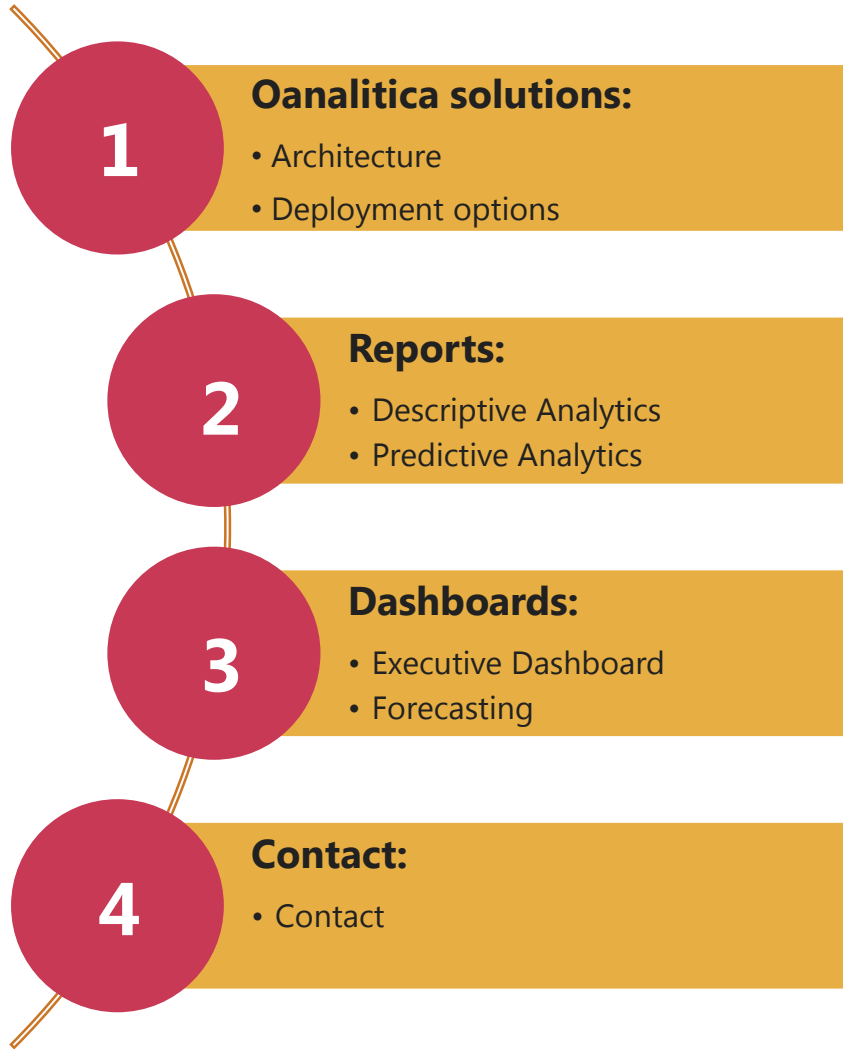 1
Oanalitica solutions:
• Architecture
• Deployment options
2
Reports:
• Descriptive Analytics
• Predictive Analytics
3
Dashboards:
• Executive Dashboard
• Forecasting
4
Contact:
• Contact